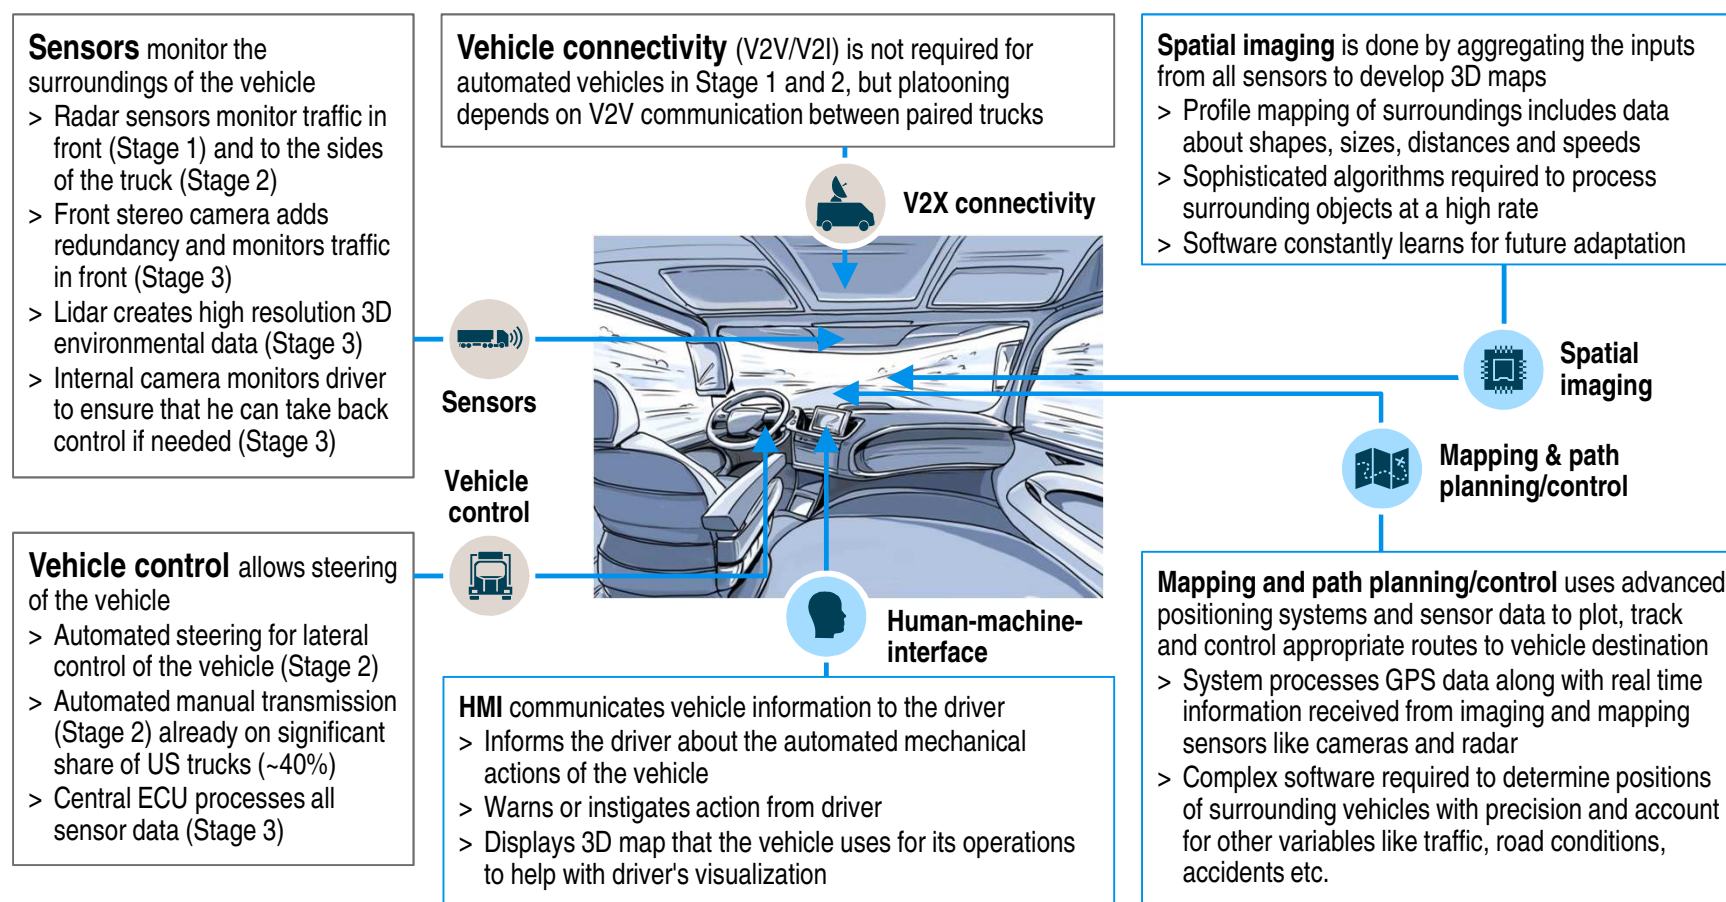 Sensors monitor the
surroundings of the vehicle
> Radar sensors monitor traffic in
front (Stage 1) and to the sides
of the truck (Stage 2)
> Front stereo camera adds
redundancy and monitors traffic
in front (Stage 3)
> Lidar creates high resolution 3D
environmental data (Stage 3)
> Internal camera monitors driver
to ensure that he can take back
control if needed (Stage 3)
Vehicle connectivity (V2V/V2I) is not required for
automated vehicles in Stage 1 and 2, but platooning
depends on V2V communication between paired trucks
Spatial imaging is done by aggregating the inputs
from all sensors to develop 3D maps
> Profile mapping of surroundings includes data
about shapes, sizes, distances and speeds
> Sophisticated algorithms required to process
surrounding objects at a high rate
> Software constantly learns for future adaptation
V2X connectivity
Sensors
Spatial
imaging
Mapping & path
planning/control
Vehicle
control
Human-machine-
interface
Vehicle control allows steering
of the vehicle
> Automated steering for lateral
control of the vehicle (Stage 2)
> Automated manual transmission
(Stage 2) already on significant
share of US trucks (~40%)
> Central ECU processes all
sensor data (Stage 3)
HMI communicates vehicle information to the driver
> Informs the driver about the automated mechanical
actions of the vehicle
> Warns or instigates action from driver
> Displays 3D map that the vehicle uses for its operations
to help with driver's visualization
Mapping and path planning/control uses advanced
positioning systems and sensor data to plot, track
and control appropriate routes to vehicle destination
> System processes GPS data along with real time
information received from imaging and mapping
sensors like cameras and radar
> Complex software required to determine positions
of surrounding vehicles with precision and account
for other variables like traffic, road conditions,
accidents etc.